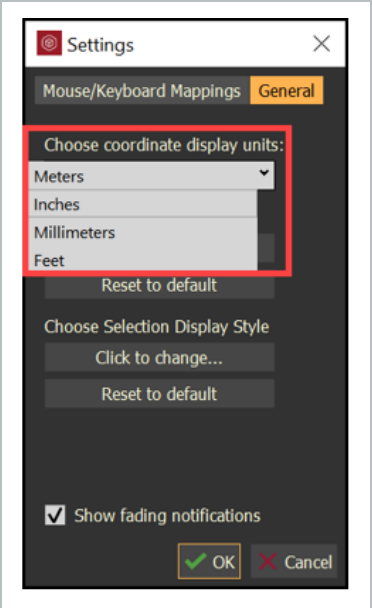 Settings
Mouse/Keyboard Mappings General
Choose coordinate display units:
Meters
Inches
Millimeters
Feet
Reset to default
Choose Selection Display Style
Click to change...
Reset to default
Show fading notifications
OK Cancel